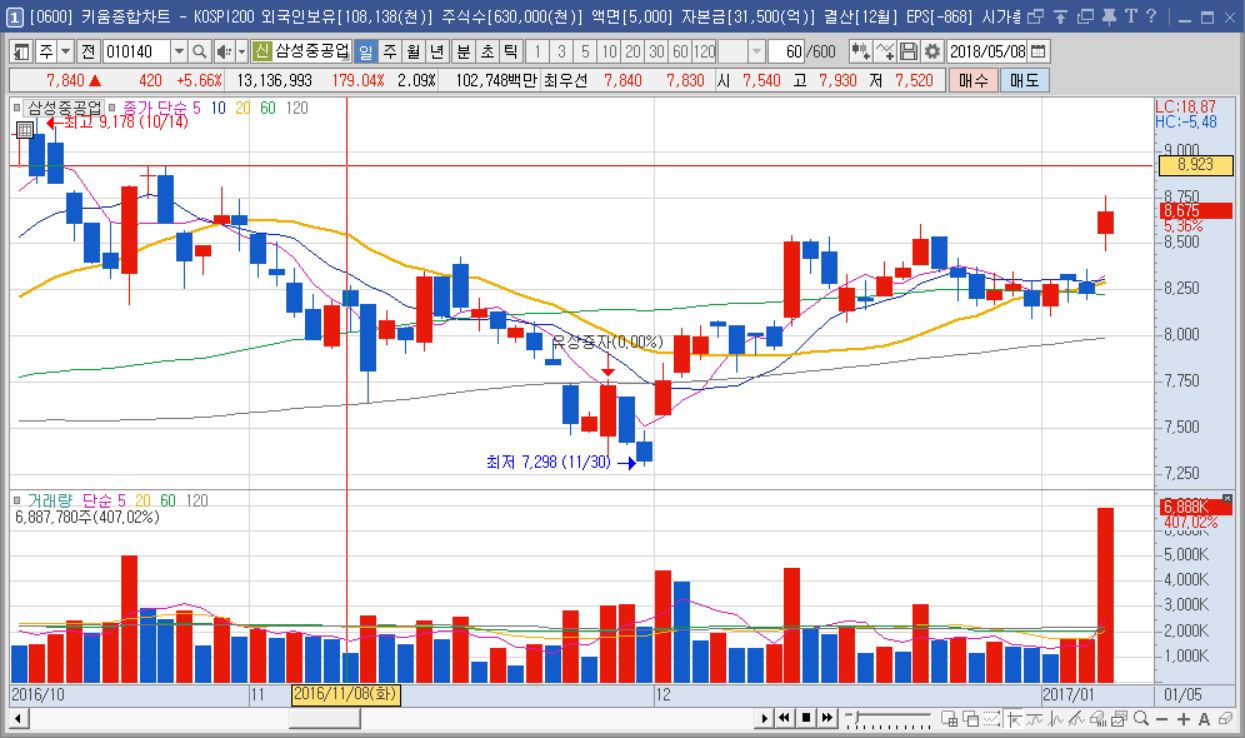 1 [0600] 키움종합차트 - KOSPI200 외국인보유[108,138(천)] 주식수[630,000(천)] 액면[5,000] 자본금[31,500(억)] 결산[12월] EPS[-868] 시가총 T ?
주 전 010140 신 삼성중공업 일 주 월 년 분 초 틱 1 3 5 10 20 30 60 120 60 /600 2018/05/08
7,840 ▲ 420 +5.66% 13,136,993 179.04% 2.09% 102,748백만 최우선 7,840 7,830 시 7,540 고 7,930 저 7,520 매수 매도
삼성중공업 종가 단순 5 10 20 60 120
최고 9,178 (10/14)
LC:18,87
HC:-5,48
9,000
8,923
8,750
8,675
5,36%
8,500
8,250
8,000
유상증자(0,00%)
7,750
7,500
최저 7,298 (11/30)
7,250
거래량 단순 5 20 60 120
6,887,780주(407,02%)
6,888K
407,02%
5,000K
4,000K
3,000K
2,000K
1,000K
2016/10 11 2016/11/08(화) 12 2017/01 01/05
A